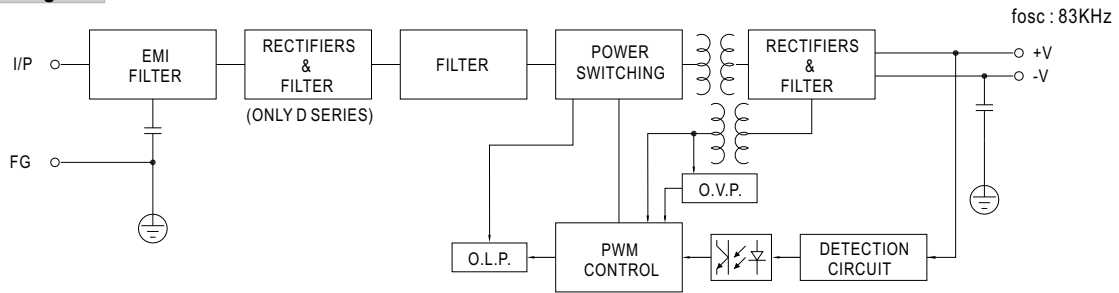 fosc : 83KHz
I/P
EMI
FILTER
RECTIFIERS
&
FILTER
(ONLY D SERIES)
FILTER
POWER
SWITCHING
RECTIFIERS
&
FILTER
+V
-V
FG
O.V.P.
O.L.P.
PWM
CONTROL
DETECTION
CIRCUIT